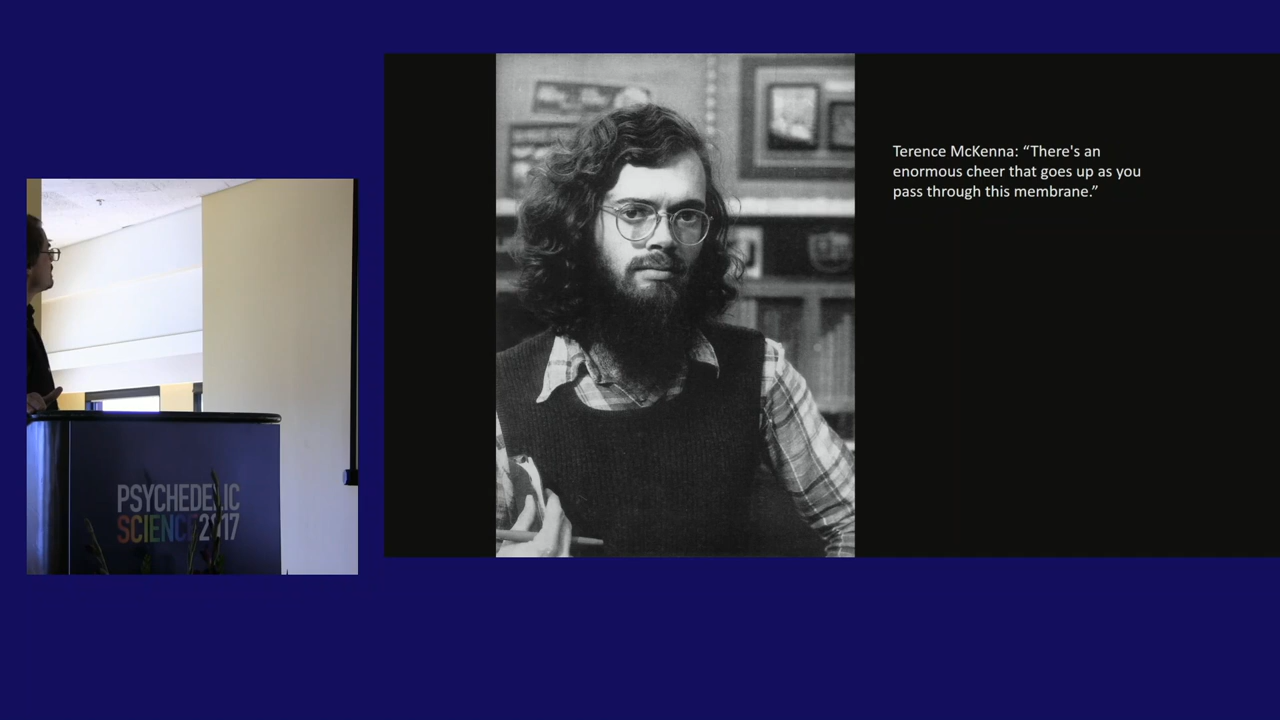 Terence McKenna: “There's an
enormous cheer that goes up as you
pass through this membrane.”
PSYCHEDELIC
SCIENCE 2017